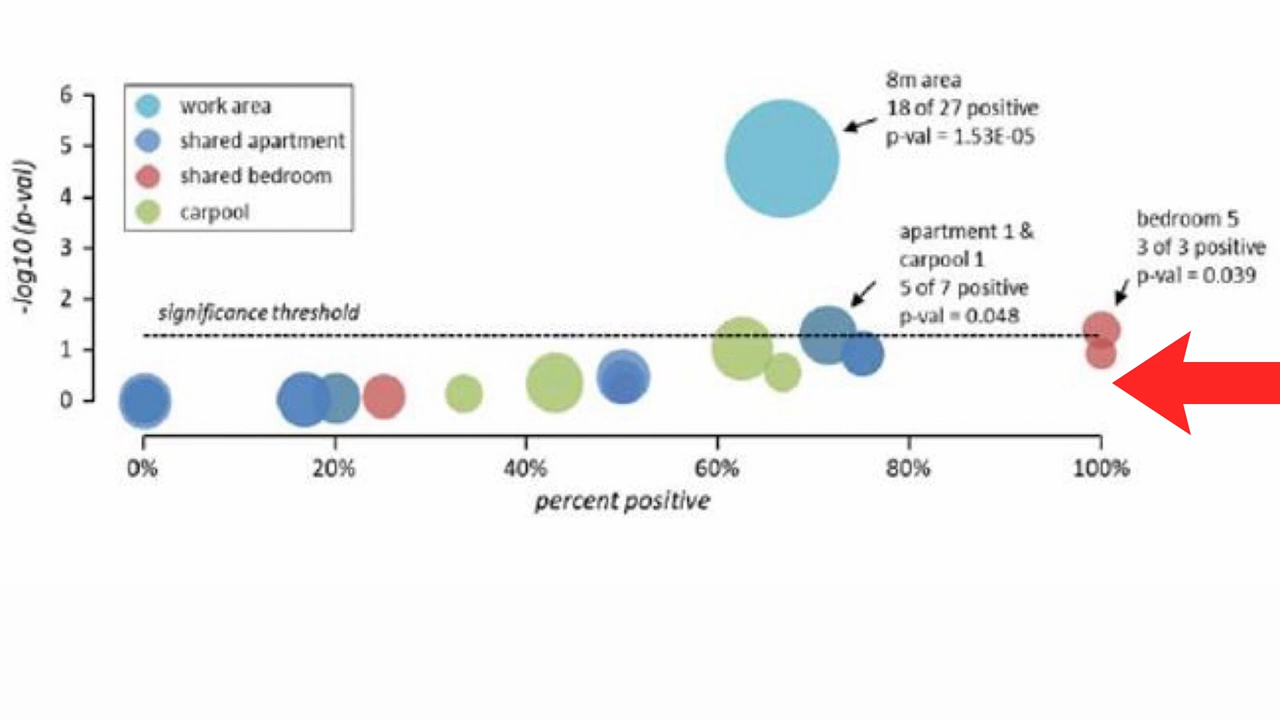 6
5
4
3
2
1
0
-log10 (p-val)
work area
shared apartment
shared bedroom
carpool
8m area
18 of 27 positive
p-val = 1.53E-05
apartment 1 &
carpool 1
5 of 7 positive
p-val = 0.048
bedroom 5
3 of 3 positive
p-val = 0.039
significance threshold
0%
20%
40%
60%
80%
100%
percent positive